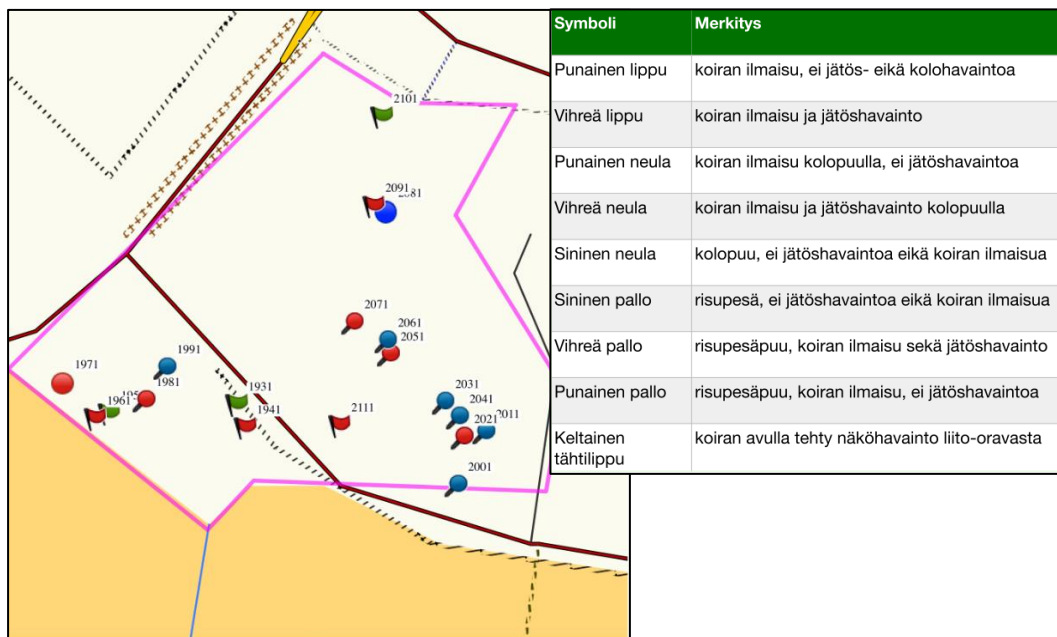 Symboli Merkitys
Punainen lippu koiran ilmaisu, ei jätös- eikä kolohavaintoa
Vihreä lippu koiran ilmaisu ja jätöshavainto
Punainen neula koiran ilmaisu kolopuulla, ei jätöshavaintoa
Vihreä neula koiran ilmaisu ja jätöshavainto kolopuulla
Sininen neula kolopuu, ei jätöshavaintoa eikä koiran ilmaisua
Sininen pallo risupesä, ei jätöshavaintoa eikä koiran ilmaisua
Vihreä pallo risupesäpuu, koiran ilmaisu sekä jätöshavainto
Punainen pallo risupesäpuu, koiran ilmaisu, ei jätöshavaintoa
Keltainen koiran avulla tehty näköhavainto liito-oravasta
tähtilippu
2101
2091
2071
2061
2051
1991
1971
1981
1961
1931
1941
2111
2031
2041
2011
2021
2001